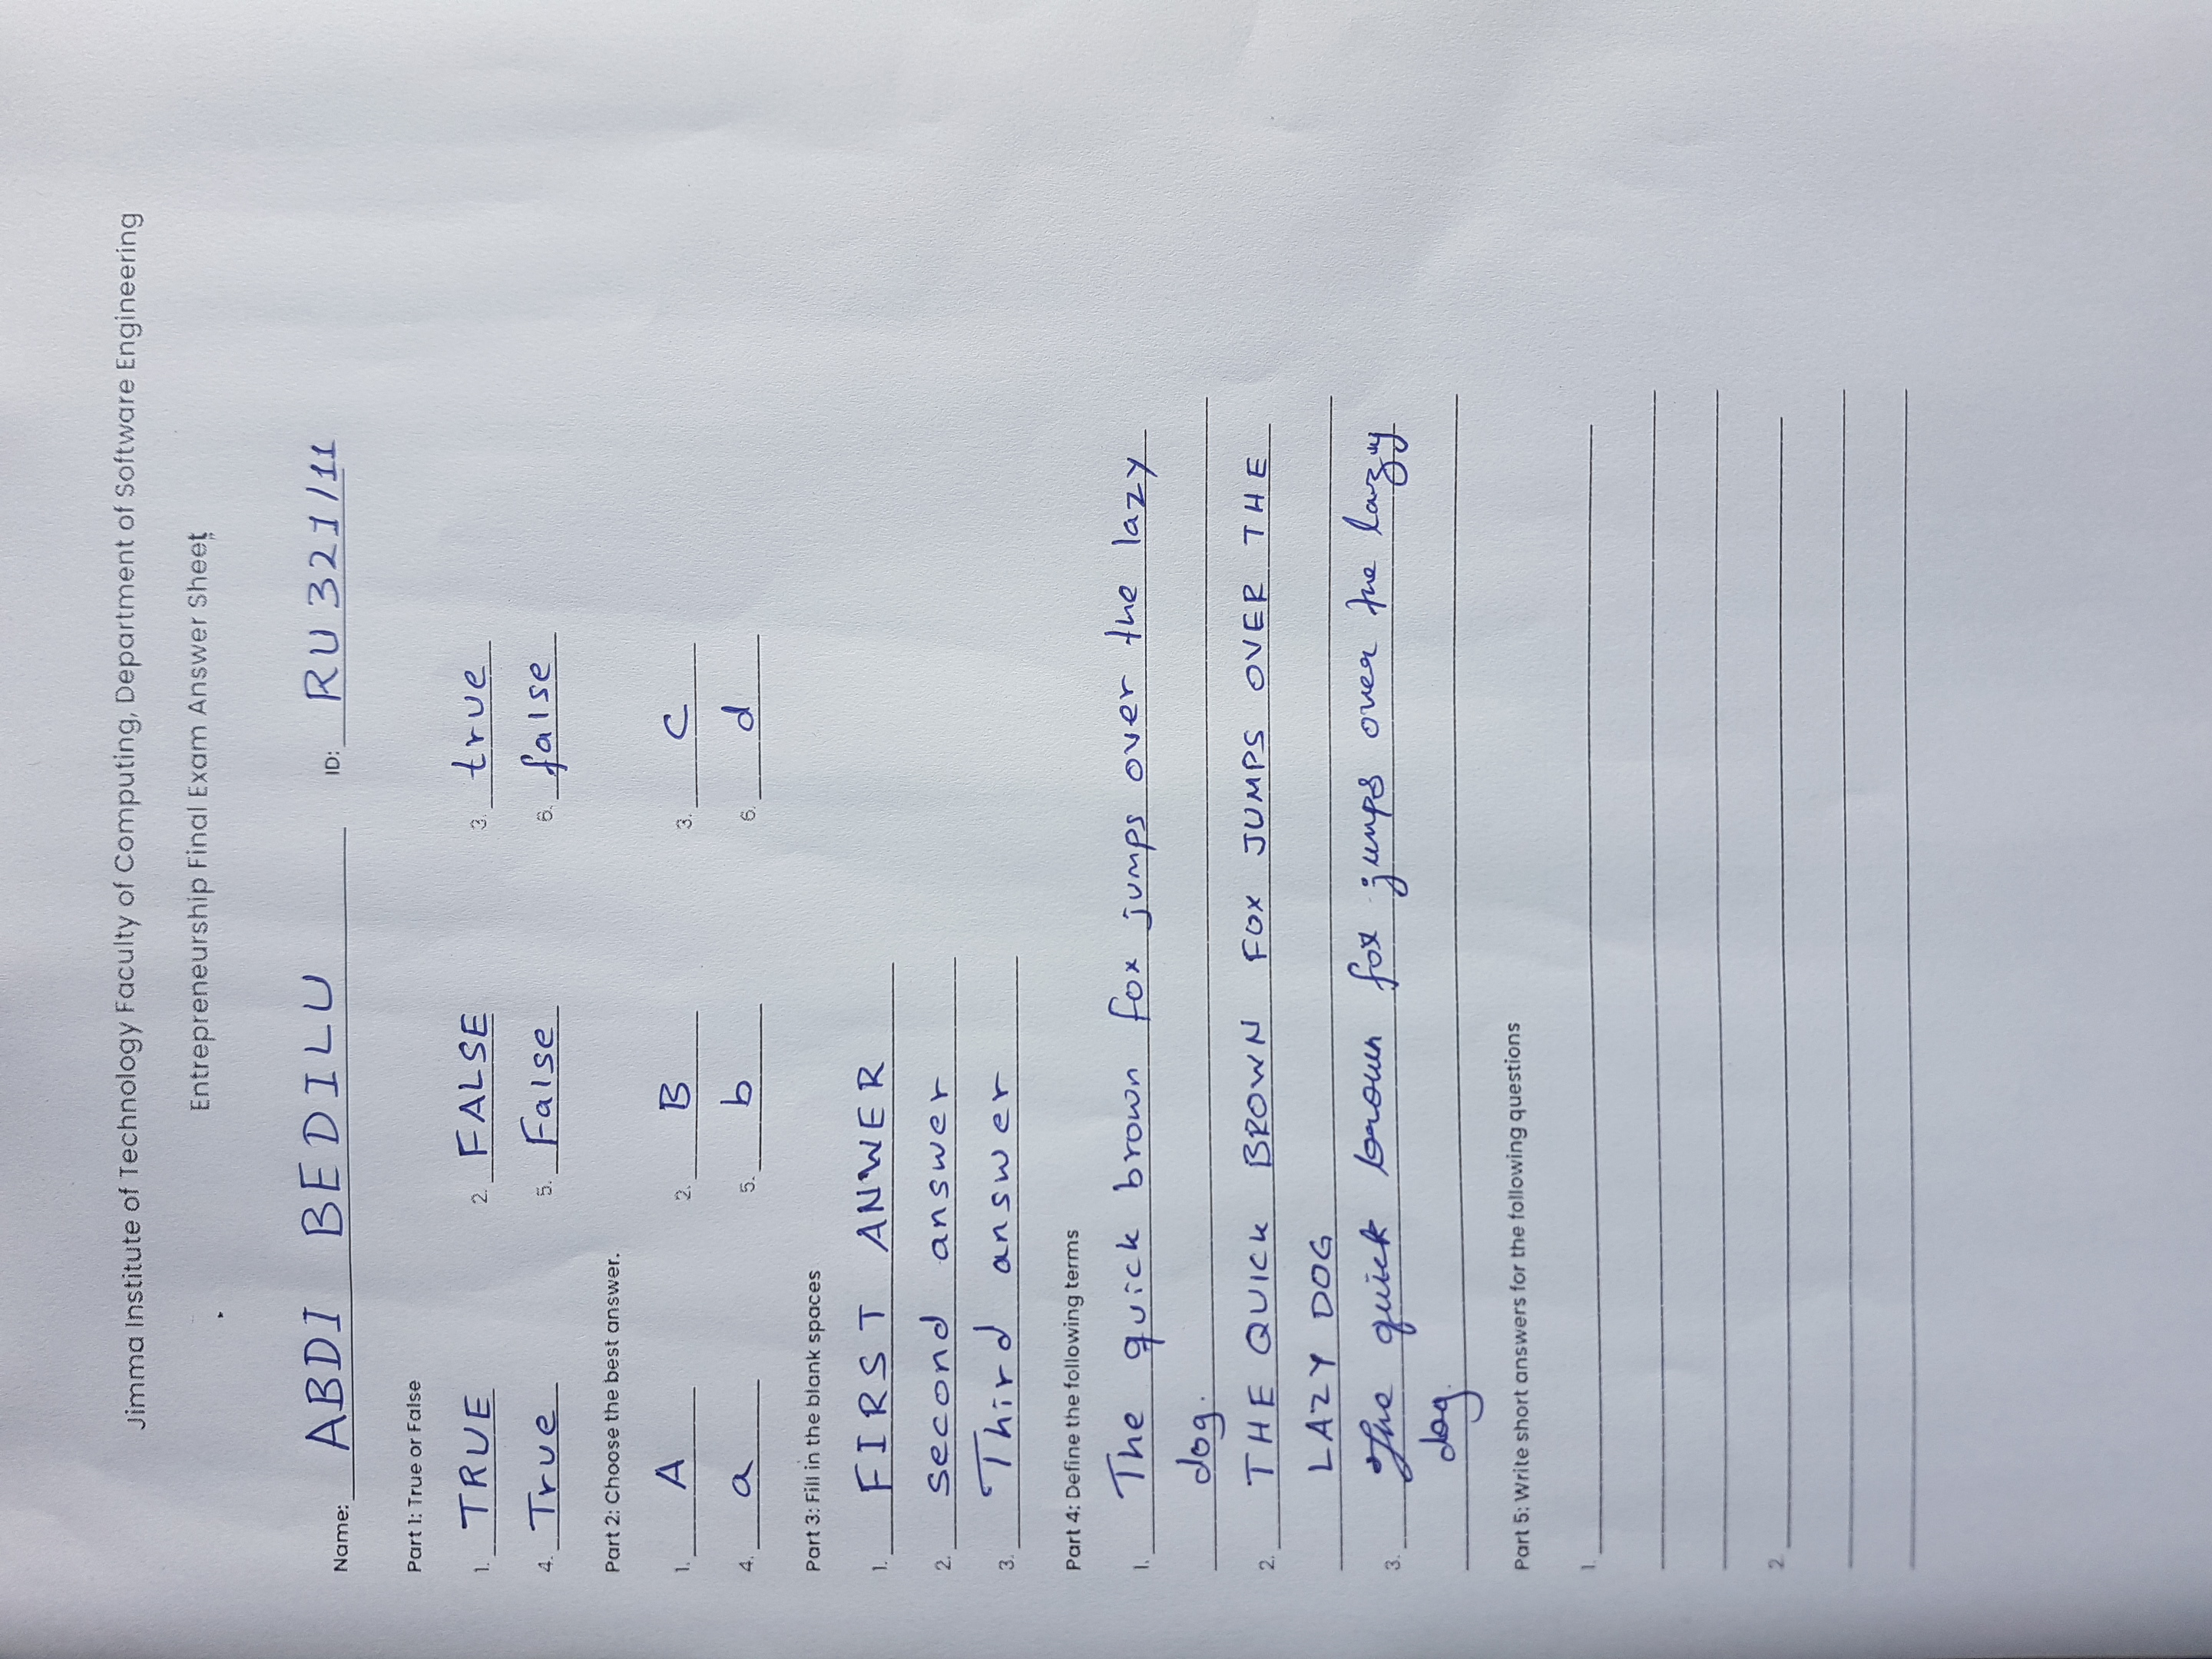 Jimma Institute of Technology Faculty of Computing, Department of Software Engineering
Entrepreneurship Final Exam Answer Sheet
Name: ABDI BEDILU ID: RU 321/11
Part 1: True or False
1. TRUE 2. FALSE 3. true
4. True 5. False 6. false
Part 2: Choose the best answer.
1. A 2. B 3. C
4. a 5. b 6. d
Part 3: Fill in the blank spaces
1. FIRST ANWER
2. second answer
3. Third answer
Part 4: Define the following terms
1. The quick brown fox jumps over the lazy
dog.
2. THE QUICK BROWN FOX JUMPS OVER THE
LAZY DOG
3. The quick brown fox jumps over the lazy
dog.
Part 5: Write short answers for the following questions
1.
2.